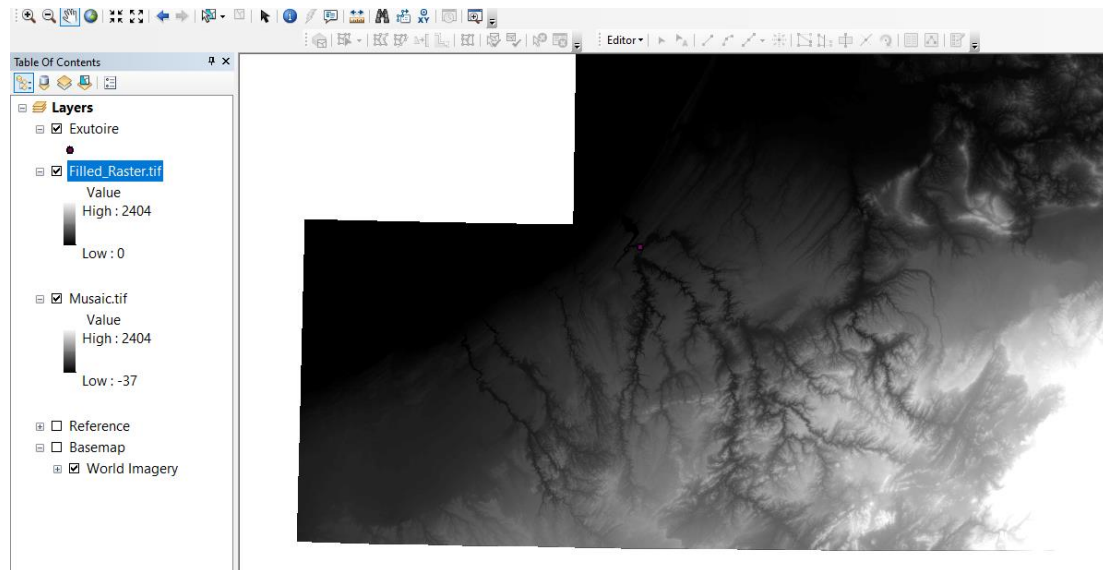 XY
Editor
Table Of Contents
Layers
Exutoire
Filled_Raster.tif
Value
High : 2404
Low : 0
Musaic.tif
Value
High : 2404
Low : -37
Reference
Basemap
World Imagery